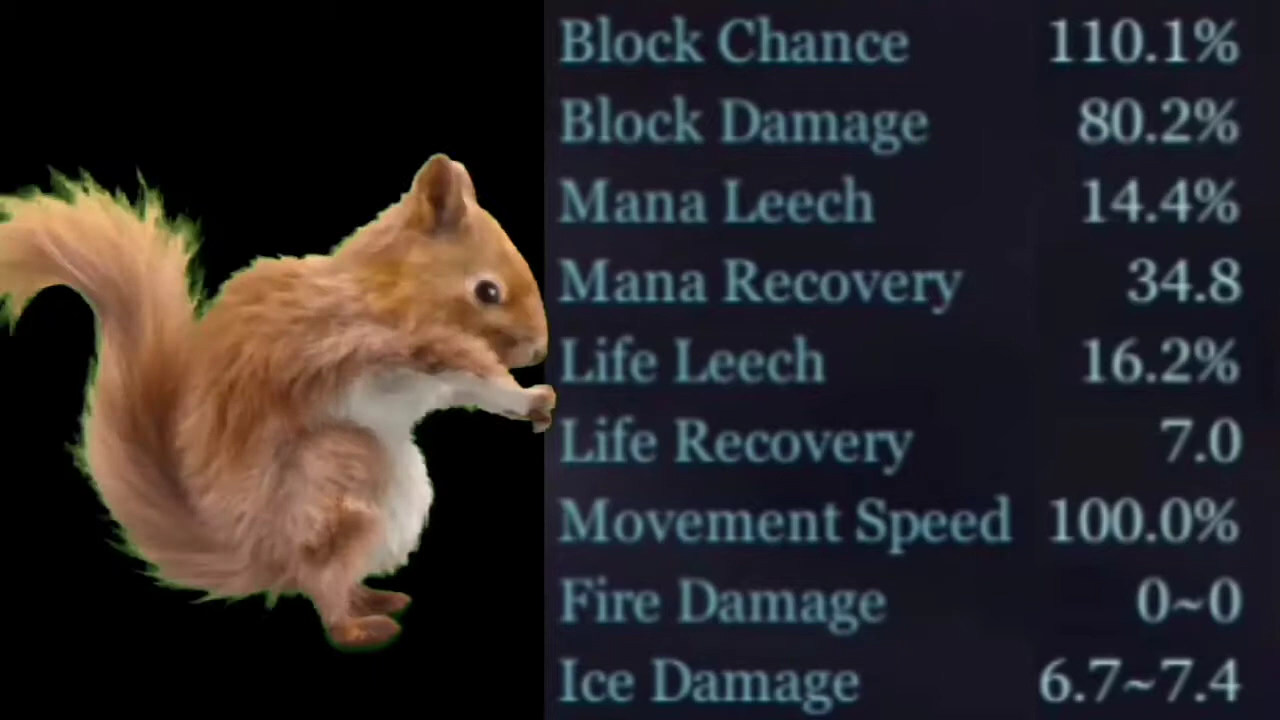 Block Chance 110.1%
Block Damage 80.2%
Mana Leech 14.4%
Mana Recovery 34.8
Life Leech 16.2%
Life Recovery 7.0
Movement Speed 100.0%
Fire Damage 0~0
Ice Damage 6.7~7.4